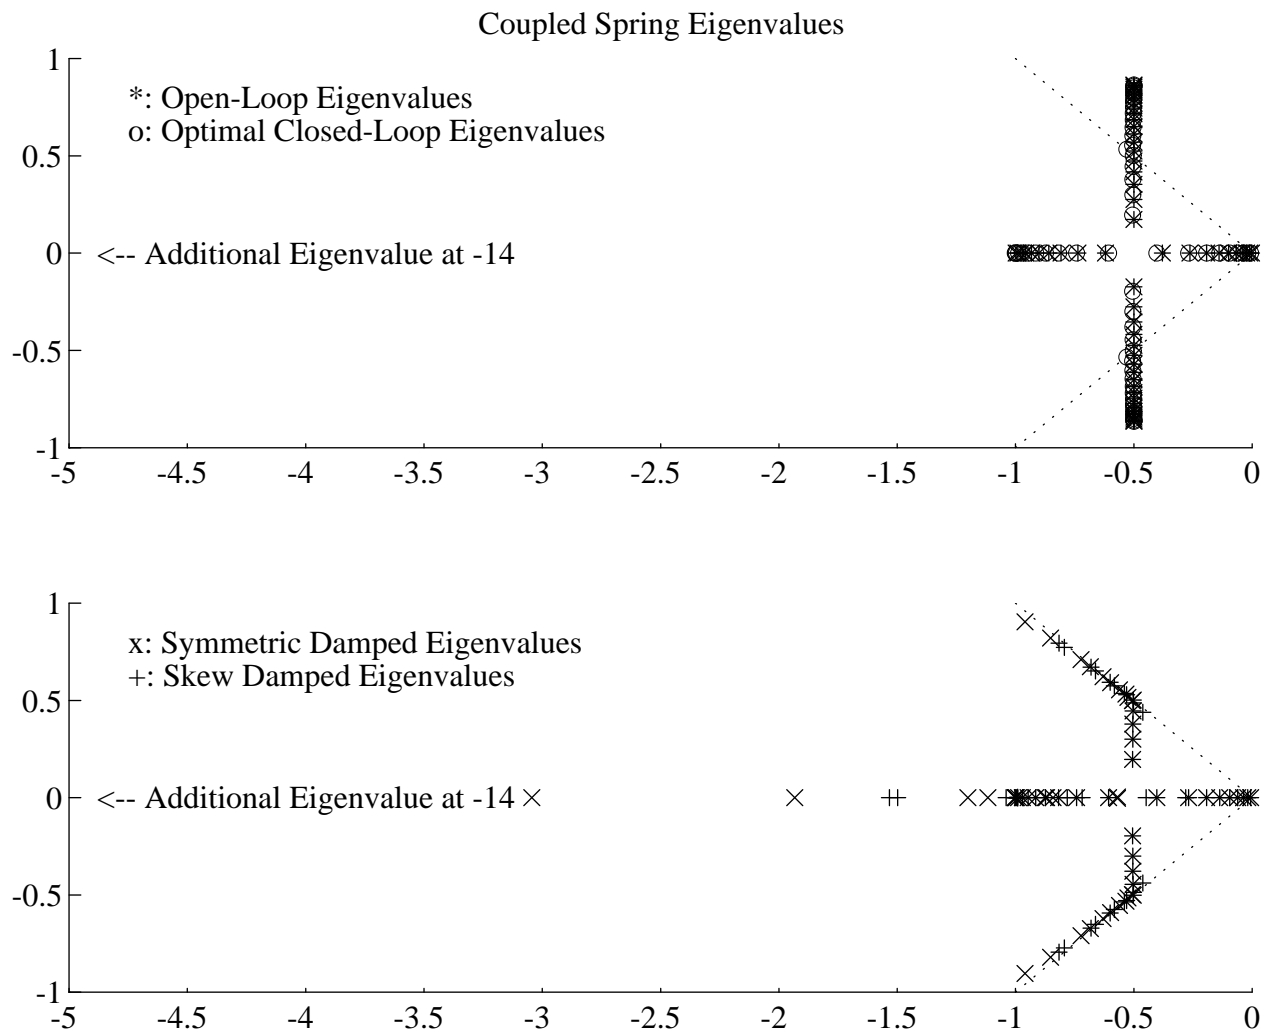 Coupled Spring Eigenvalues
1
*: Open-Loop Eigenvalues
o: Optimal Closed-Loop Eigenvalues
0.5
0
<-- Additional Eigenvalue at -14
-0.5
-1
-5 -4.5 -4 -3.5 -3 -2.5 -2 -1.5 -1 -0.5 0
1
x: Symmetric Damped Eigenvalues
+: Skew Damped Eigenvalues
0.5
0
<-- Additional Eigenvalue at -14
-0.5
-1
-5 -4.5 -4 -3.5 -3 -2.5 -2 -1.5 -1 -0.5 0